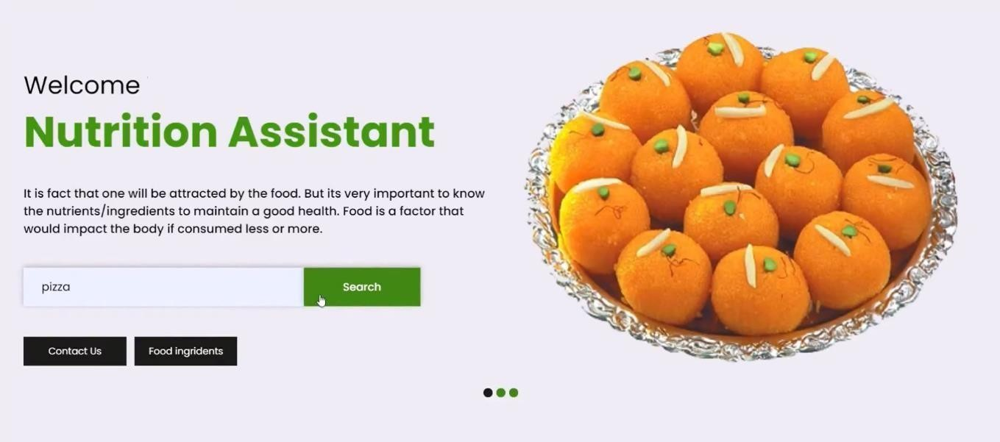 Welcome
Nutrition Assistant
It is fact that one will be attracted by the food. But its very important to know
the nutrients/ingredients to maintain a good health. Food is a factor that
would impact the body if consumed less or more.
pizza
Search
Contact Us
Food ingridents